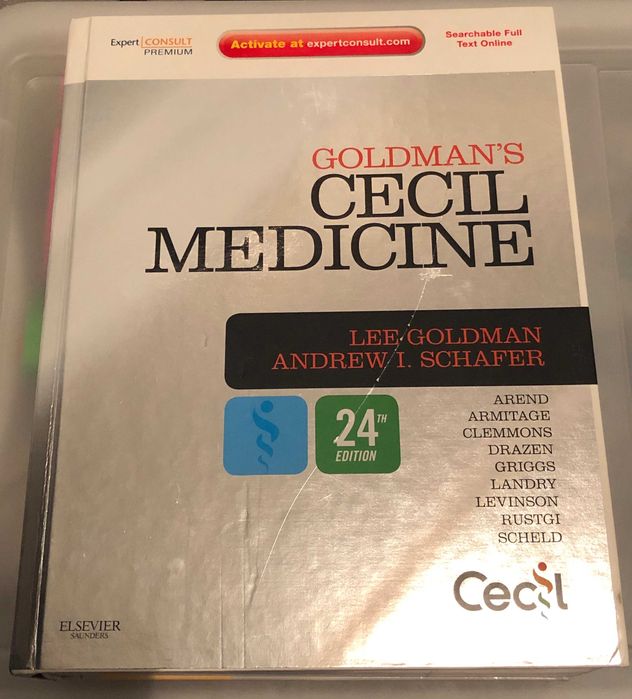 Expert CONSULT
PREMIUM
Activate at expertconsult.com
Searchable Full
Text Online
GOLDMAN'S
CECIL
MEDICINE
LEE GOLDMAN
ANDREW I. SCHAFER
24TH
EDITION
AREND
ARMITAGE
CLEMMONS
DRAZEN
GRIGGS
LANDRY
LEVINSON
RUSTGI
SCHELD
Cecil
ELSEVIER
SAUNDERS